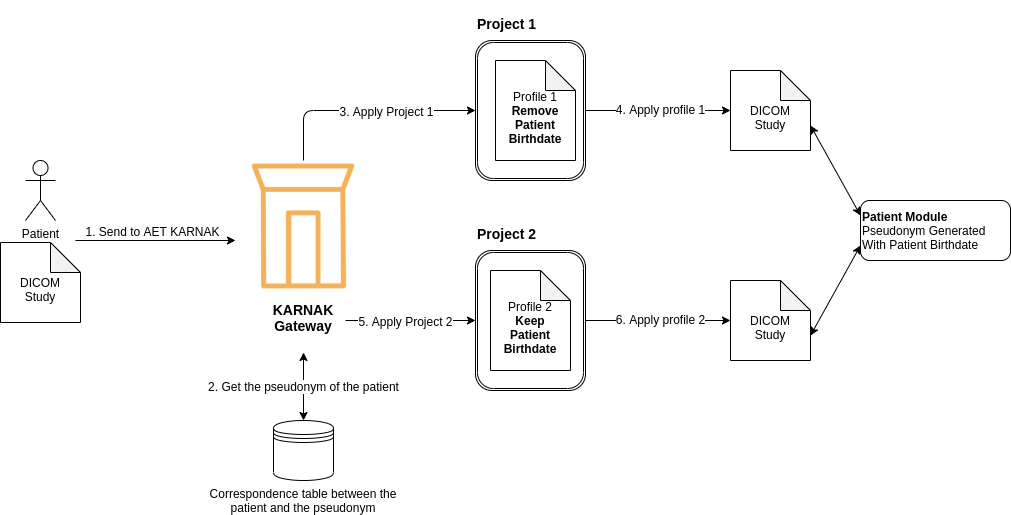 Project 1
Profile 1
Remove
Patient
Birthdate
3. Apply Project 1
4. Apply profile 1
DICOM
Study
Patient
1. Send to AET KARNAK
DICOM
Study
KARNAK
Gateway
Project 2
Profile 2
Keep
Patient
Birthdate
5. Apply Project 2
6. Apply profile 2
DICOM
Study
Patient Module
Pseudonym Generated
With Patient Birthdate
2. Get the pseudonym of the patient
Correspondence table between the
patient and the pseudonym